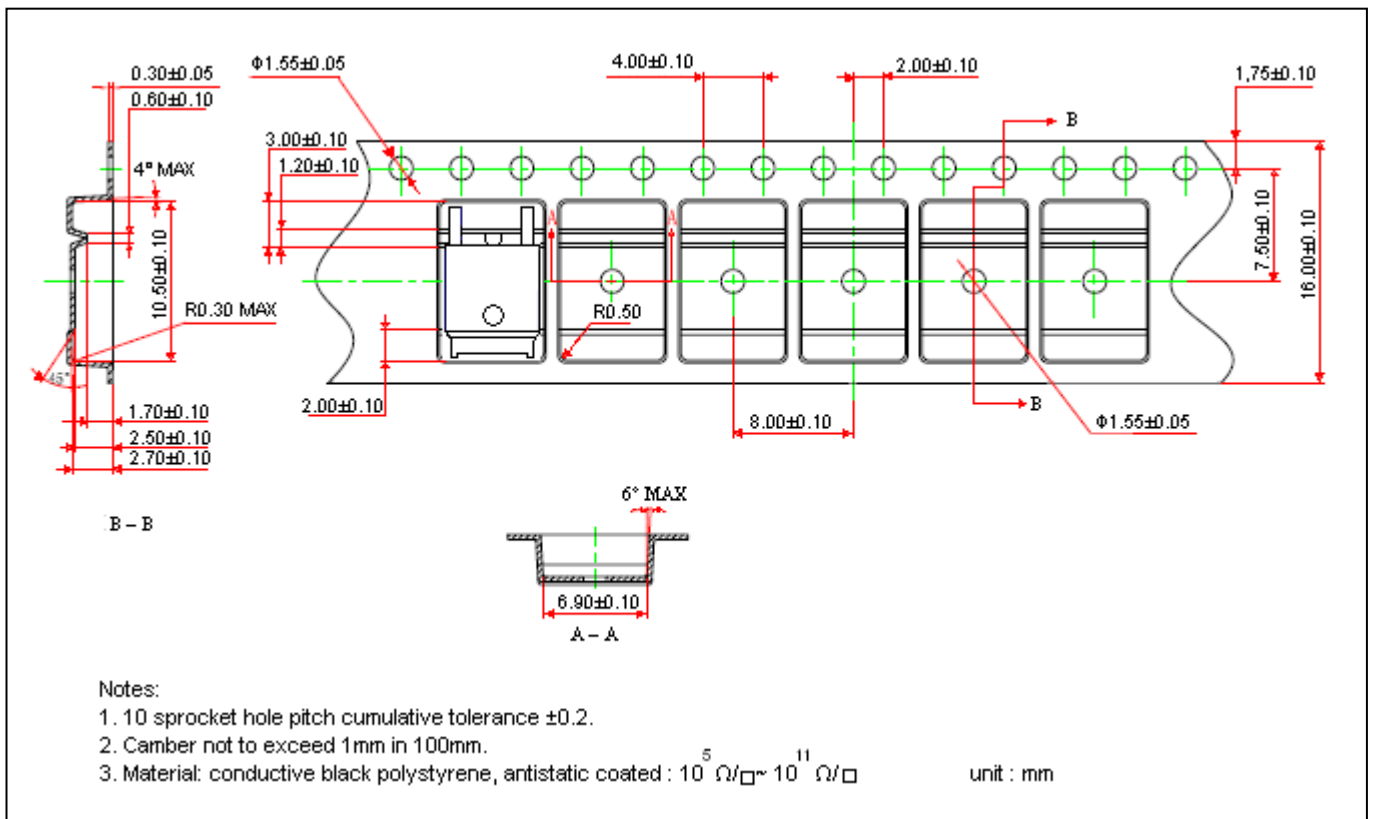 0.30±0.05
0.60±0.10
4° MAX
10.50±0.10
R0.30 MAX
45°
1.70±0.10
2.50±0.10
2.70±0.10
B – B
Φ1.55±0.05
4.00±0.10
2.00±0.10
1,75±0.10
3.00±0.10
1.20±0.10
B
A
A
7.50±0.10
16.00±0.10
R0.50
2.00±0.10
8.00±0.10
B
Φ1.55±0.05
6° MAX
6.90±0.10
A – A
Notes:
1. 10 sprocket hole pitch cumulative tolerance ±0.2.
2. Camber not to exceed 1mm in 100mm.
3. Material: conductive black polystyrene, antistatic coated : 10⁵ Ω/□~ 10¹¹ Ω/□ unit : mm